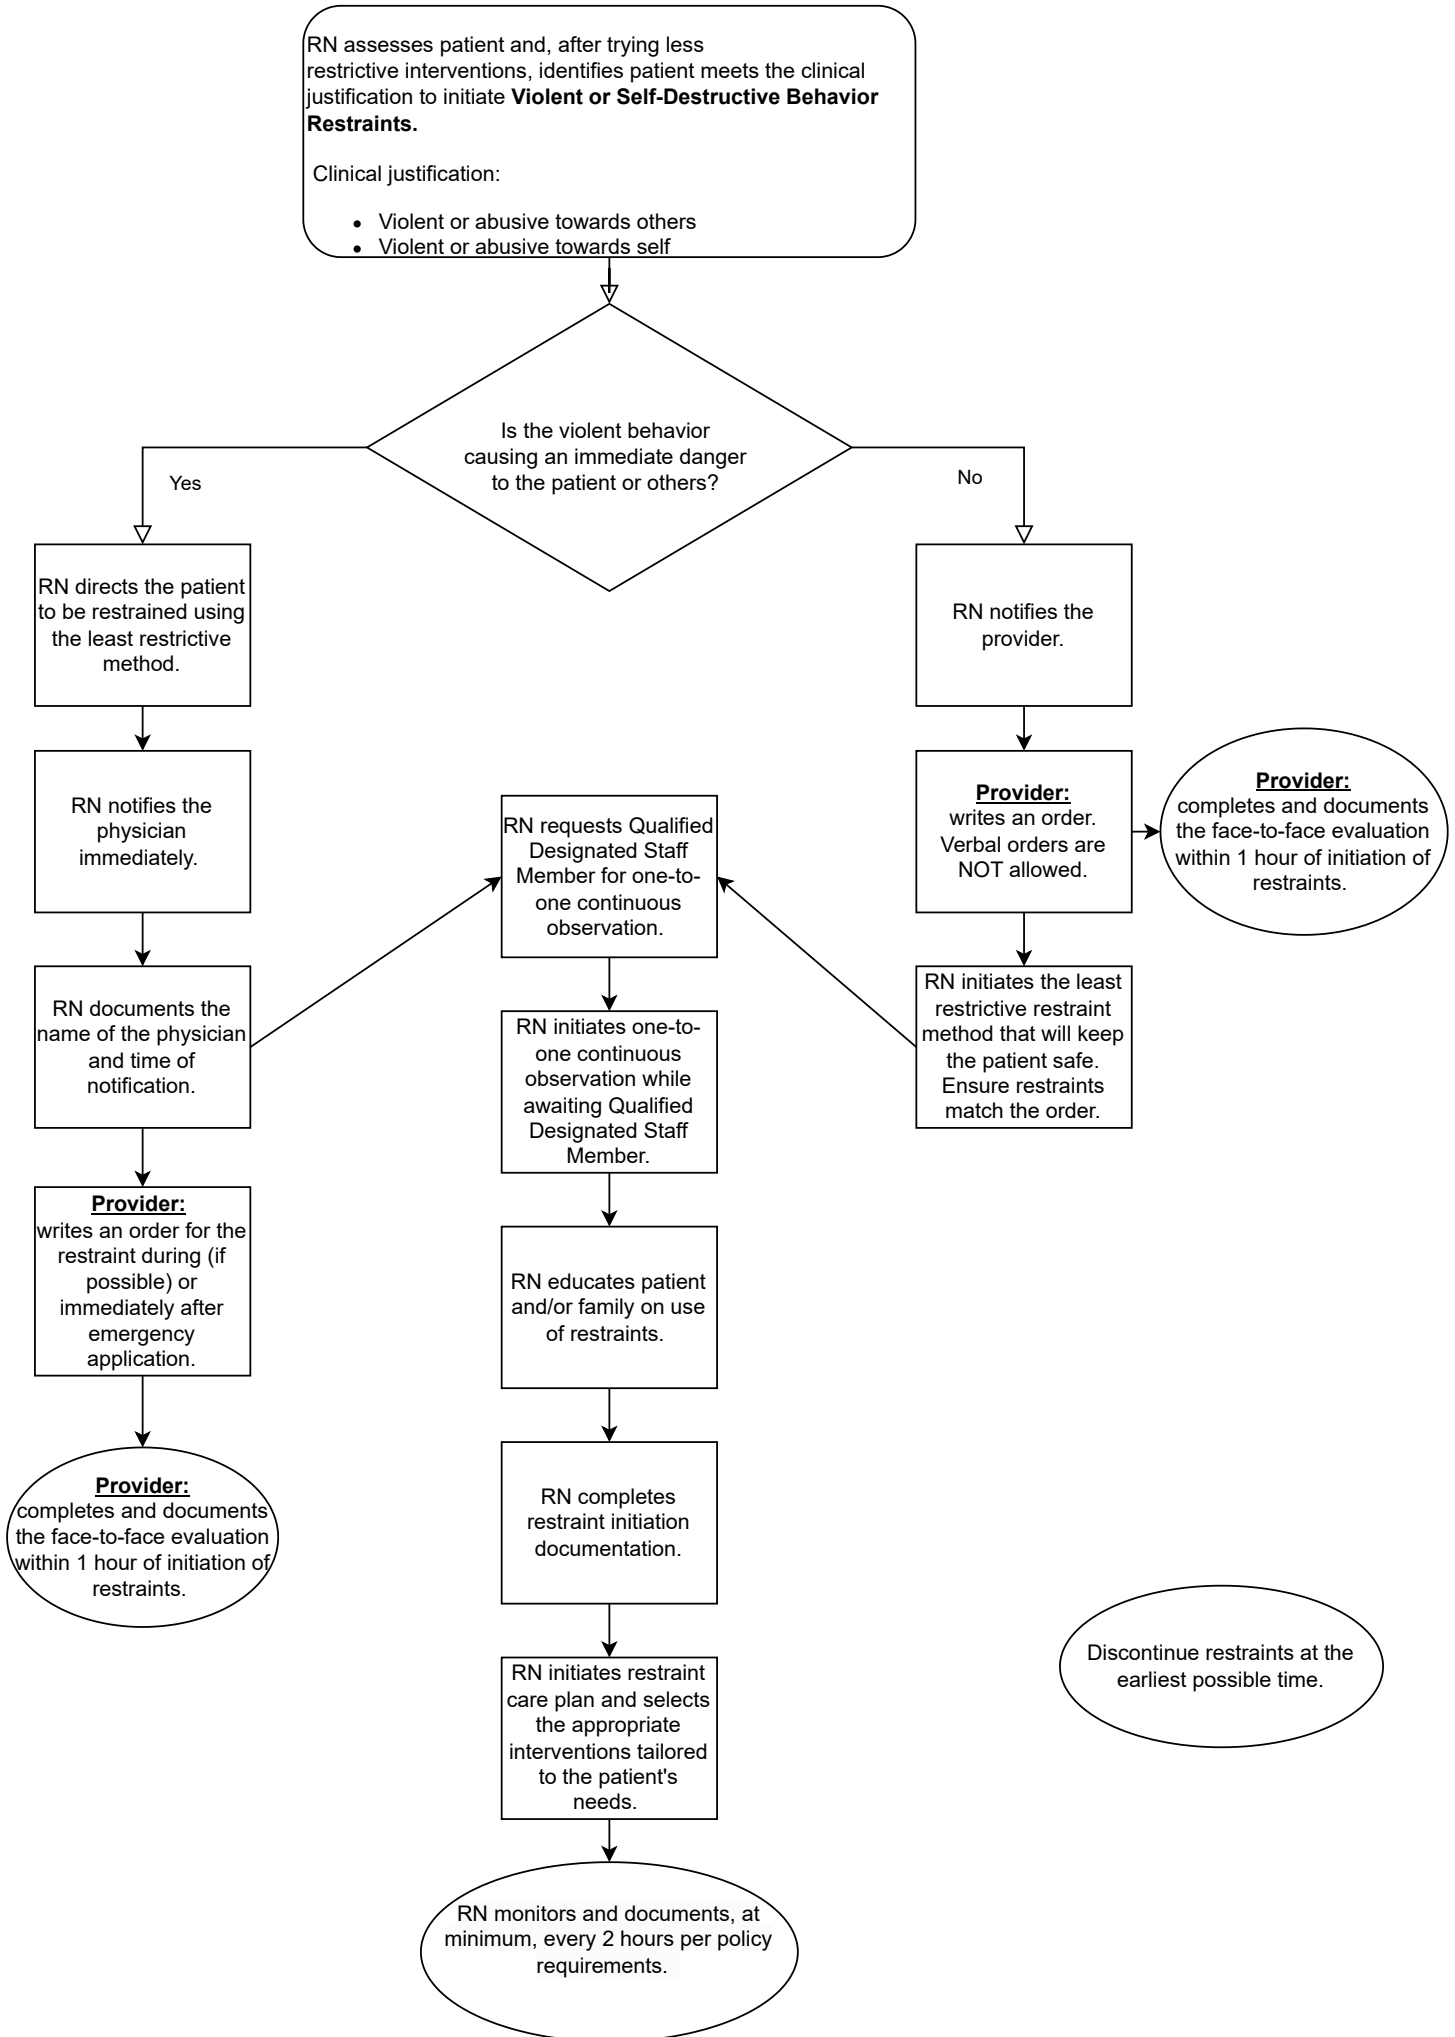 RN assesses patient and, after trying less
restrictive interventions, identifies patient meets the clinical
justification to initiate Violent or Self-Destructive Behavior
Restraints.
Clinical justification:
• Violent or abusive towards others
• Violent or abusive towards self
Is the violent behavior
causing an immediate danger
to the patient or others?
Yes
No
RN directs the patient
to be restrained using
the least restrictive
method.
RN notifies the
physician
immediately.
RN documents the
name of the physician
and time of
notification.
Provider:
writes an order for the
restraint during (if
possible) or
immediately after
emergency
application.
Provider:
completes and documents
the face-to-face evaluation
within 1 hour of initiation of
restraints.
RN notifies the
provider.
Provider:
writes an order.
Verbal orders are
NOT allowed.
Provider:
completes and documents
the face-to-face evaluation
within 1 hour of initiation of
restraints.
RN initiates the least
restrictive restraint
method that will keep
the patient safe.
Ensure restraints
match the order.
RN requests Qualified
Designated Staff
Member for one-to-
one continuous
observation.
RN initiates one-to-
one continuous
observation while
awaiting Qualified
Designated Staff
Member.
RN educates patient
and/or family on use
of restraints.
RN completes
restraint initiation
documentation.
RN initiates restraint
care plan and selects
the appropriate
interventions tailored
to the patient's
needs.
RN monitors and documents, at
minimum, every 2 hours per policy
requirements.
Discontinue restraints at the
earliest possible time.